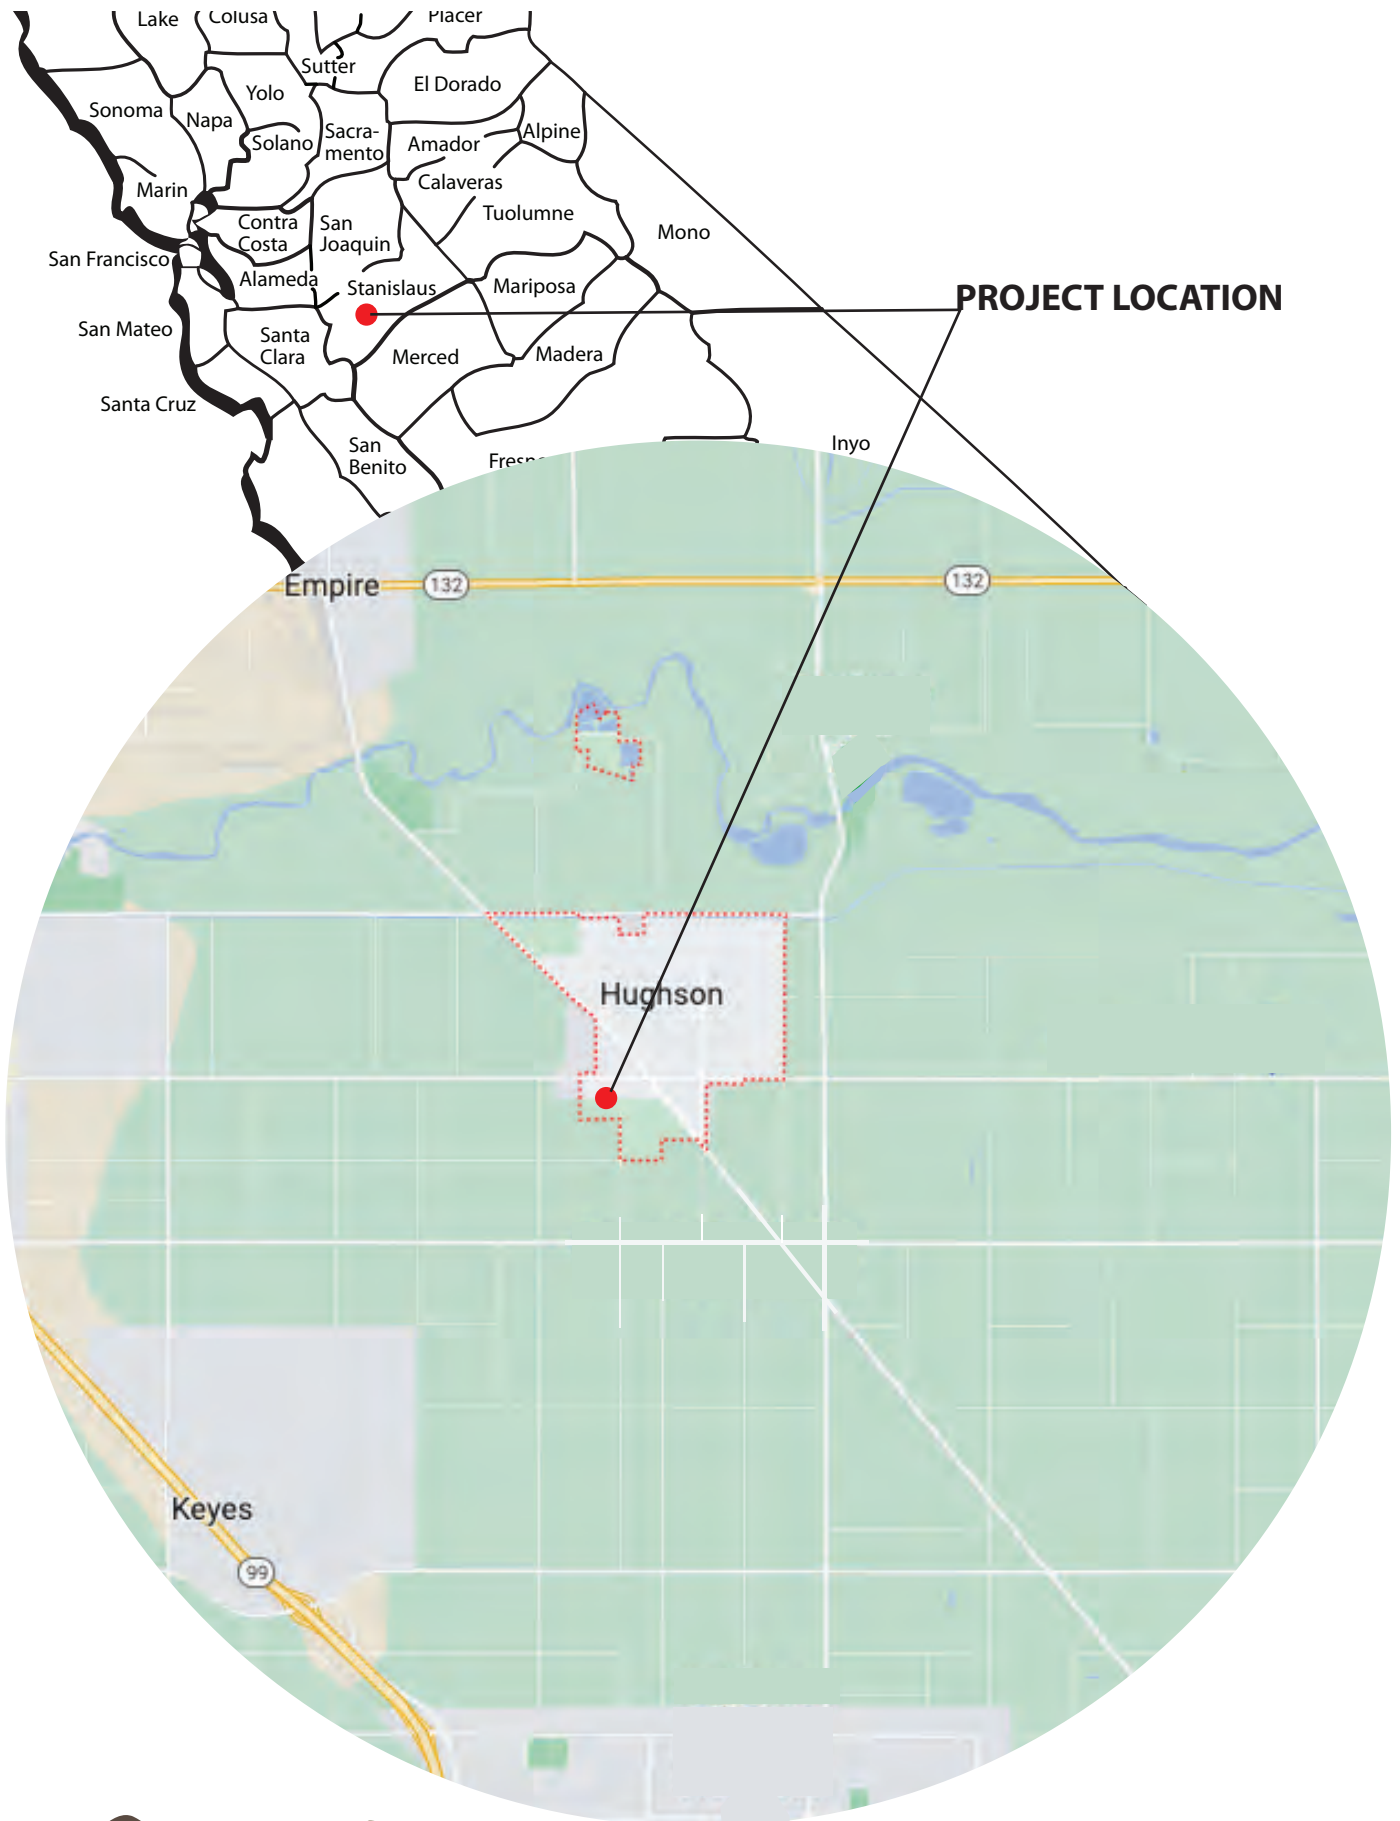 Lake
Colusa
Placer
Sutter
El Dorado
Yolo
Sonoma
Napa
Solano
Sacra-
mento
Amador
Alpine
Calaveras
Marin
Tuolumne
Contra
Costa
San
Joaquin
Mono
San Francisco
Alameda
Stanislaus
Mariposa
PROJECT LOCATION
San Mateo
Santa
Clara
Merced
Madera
Santa Cruz
San
Benito
Inyo
Empire
132
132
Hughson
Keyes
99